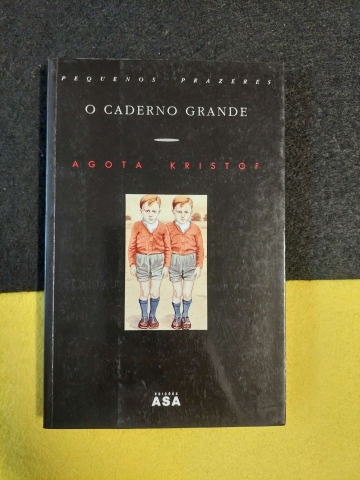 PEQUENOS PRAZERES
O CADERNO GRANDE
AGOTA KRISTOF
EDIÇÕES
ASA